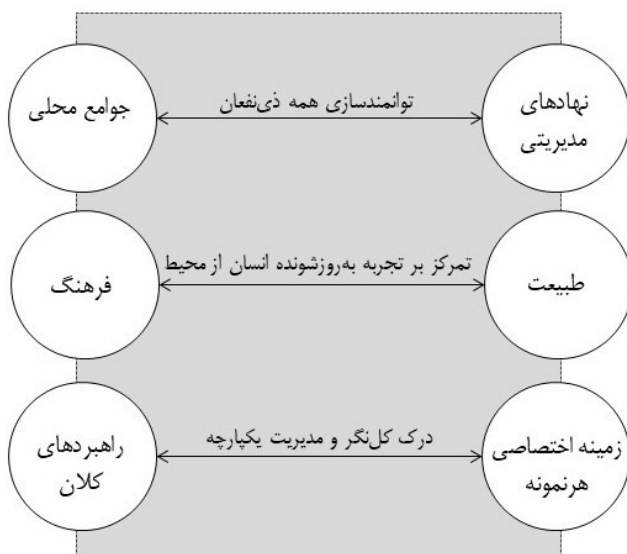 نهادهای
مدیریتی
توانمندسازی همه ذی‌نفعان
جوامع محلی
طبیعت
تمرکز بر تجربه به‌روزشونده انسان از محیط
فرهنگ
زمینه اختصاصی
هرنمونه
درک کل‌نگر و مدیریت یکپارچه
راهبردهای
کلان